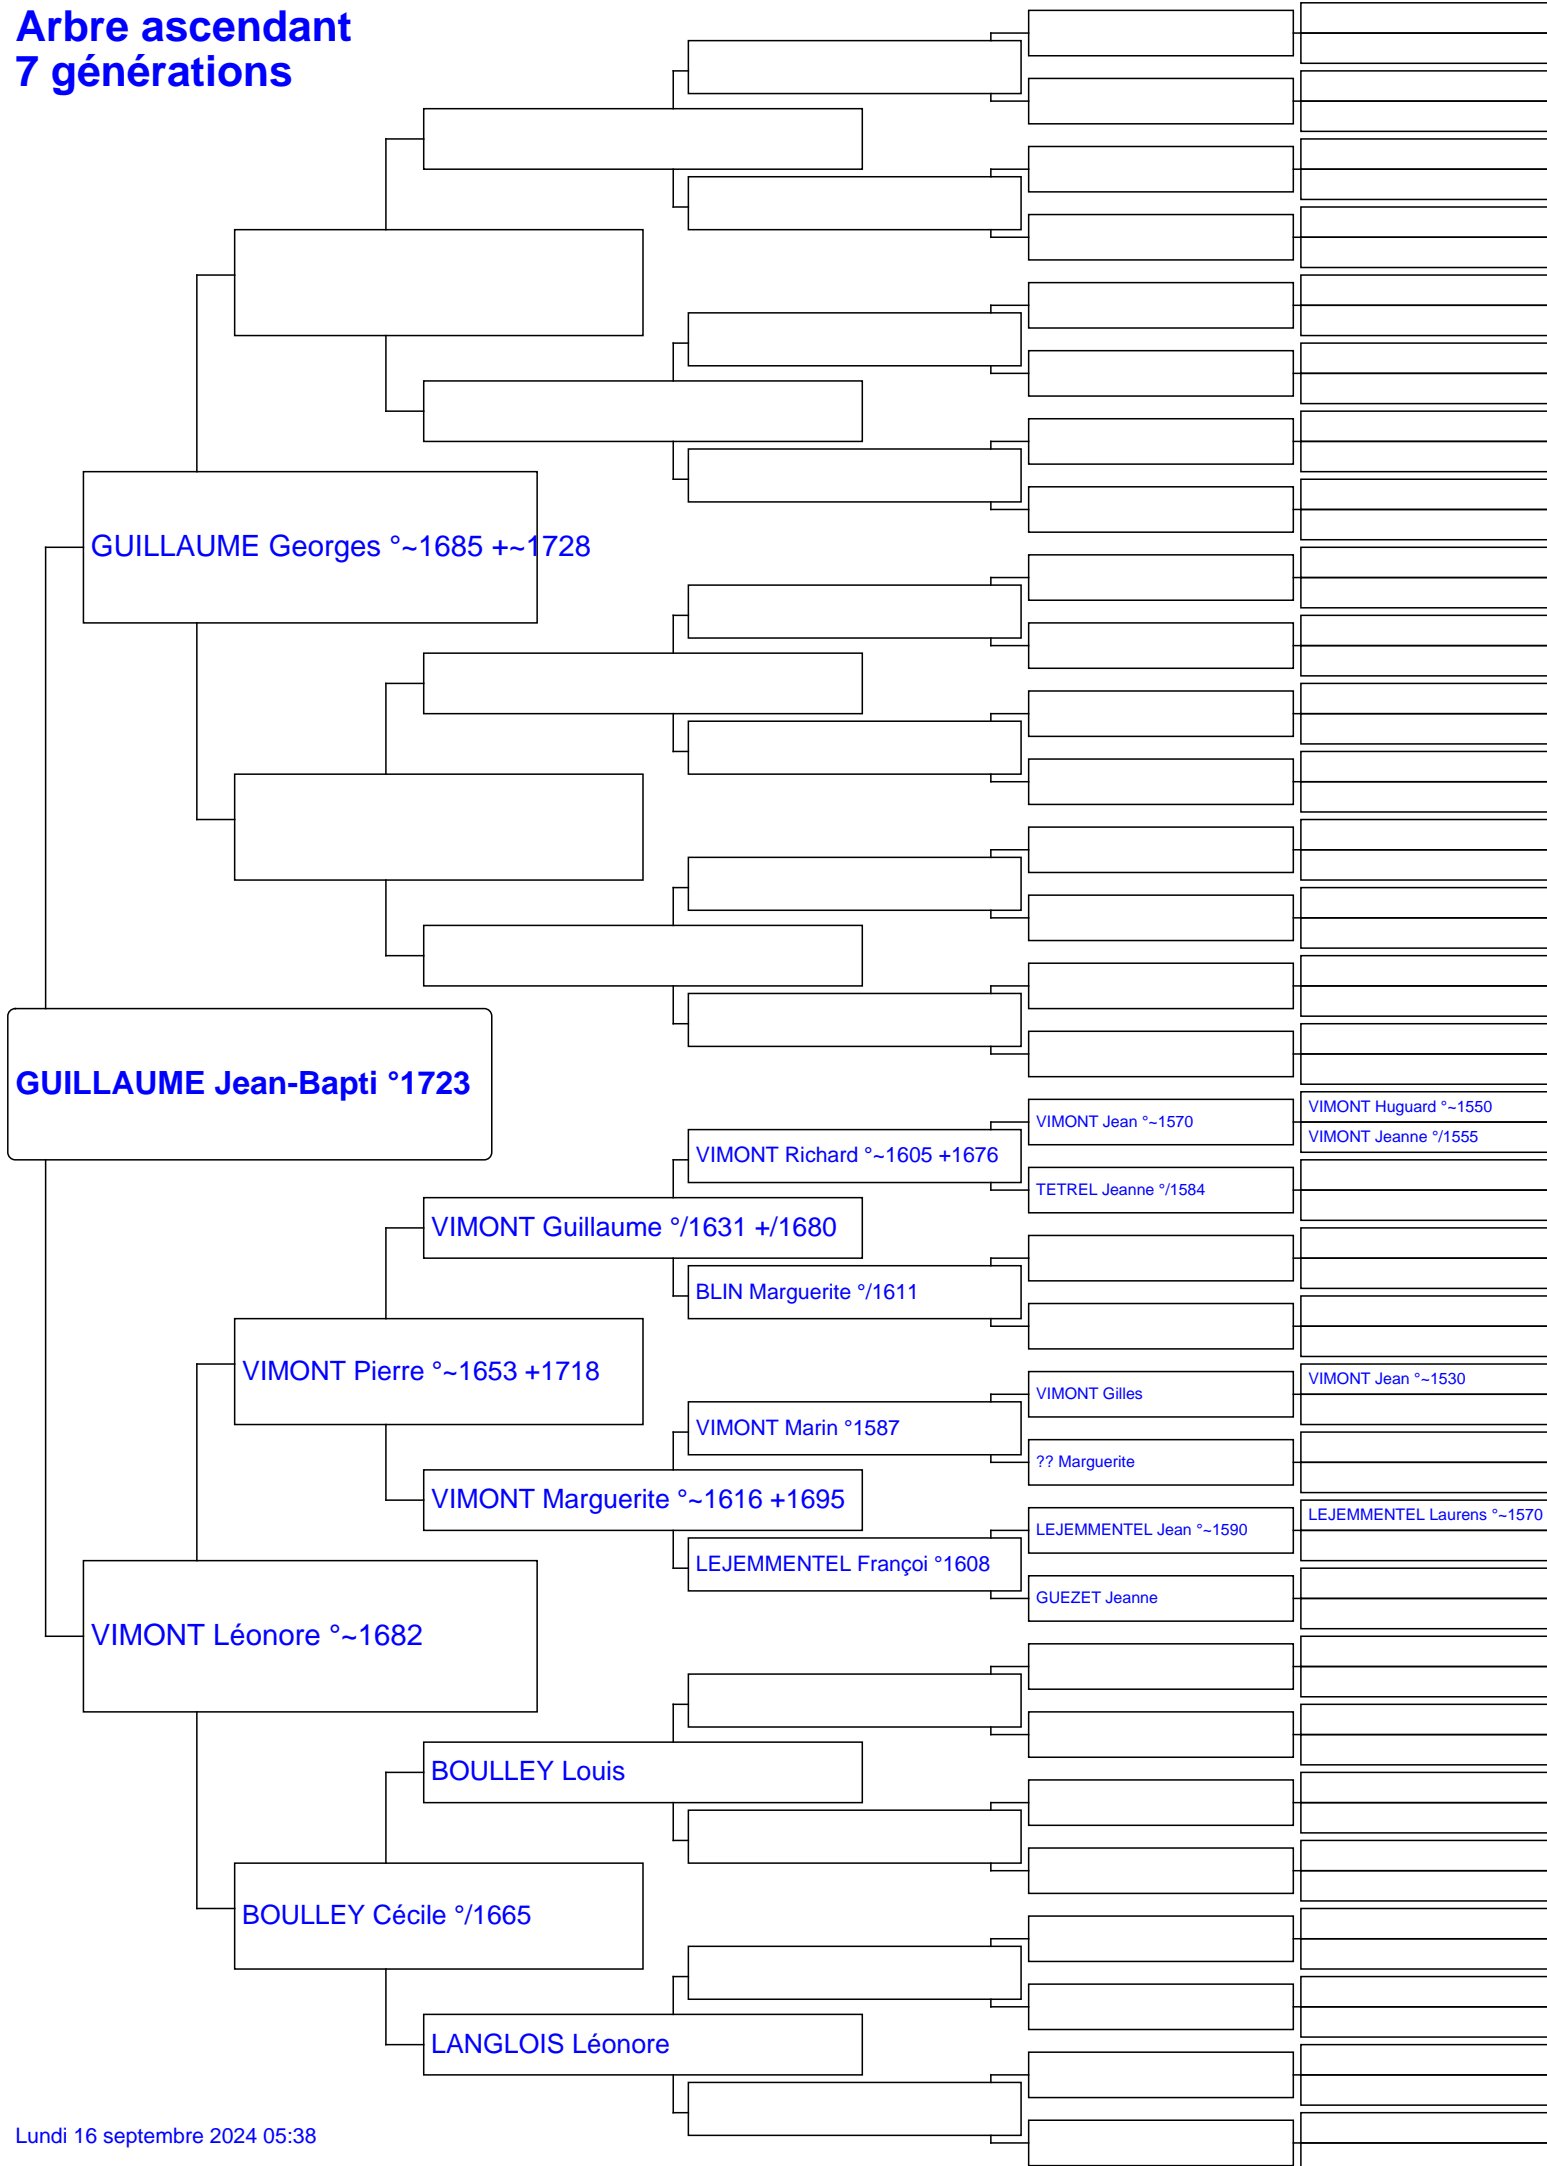 Arbre ascendant
7 générations
GUILLAUME Georges °~1685 +~1728
GUILLAUME Jean-Bapti °1723
VIMONT Huguard °~1550
VIMONT Jean °~1570
VIMONT Jeanne °/1555
VIMONT Richard °~1605 +1676
TETREL Jeanne °/1584
VIMONT Guillaume °/1631 +/1680
BLIN Marguerite °/1611
VIMONT Pierre °~1653 +1718
VIMONT Jean °~1530
VIMONT Gilles
VIMONT Marin °1587
?? Marguerite
VIMONT Marguerite °~1616 +1695
LEJEMMENTEL Laurens °~1570
LEJEMMENTEL Jean °~1590
LEJEMMENTEL Françoi °1608
GUEZET Jeanne
VIMONT Léonore °~1682
BOULLEY Louis
BOULLEY Cécile °/1665
LANGLOIS Léonore
Lundi 16 septembre 2024 05:38